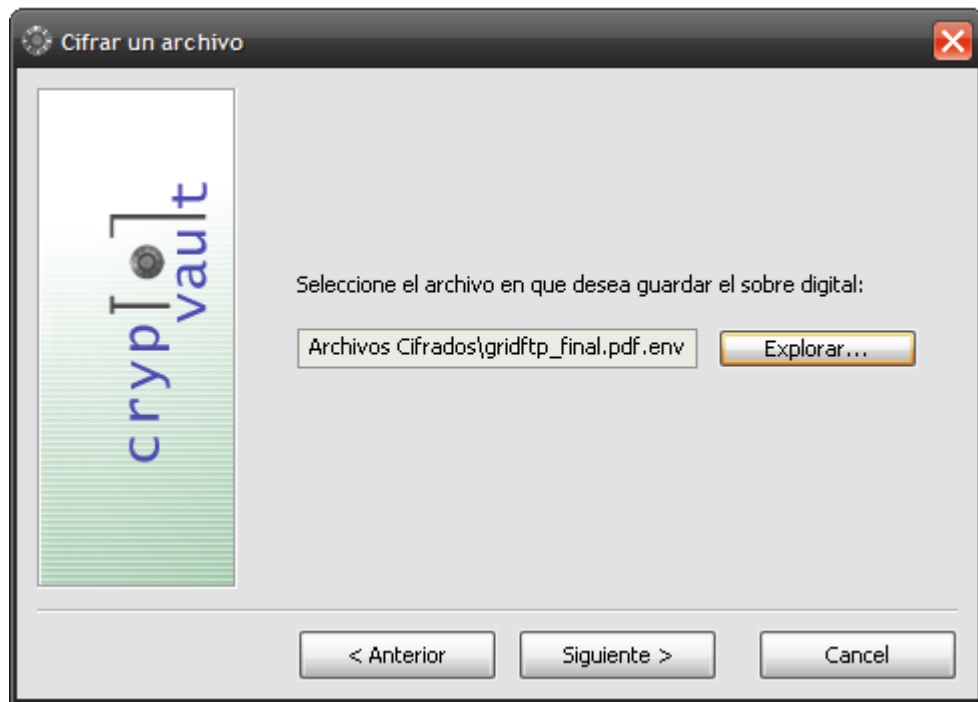 Cifrar un archivo
crypto
vault
Seleccione el archivo en que desea guardar el sobre digital:
Archivos Cifrados\gridftp_final.pdf.env
Explorar...
< Anterior
Siguiente >
Cancel